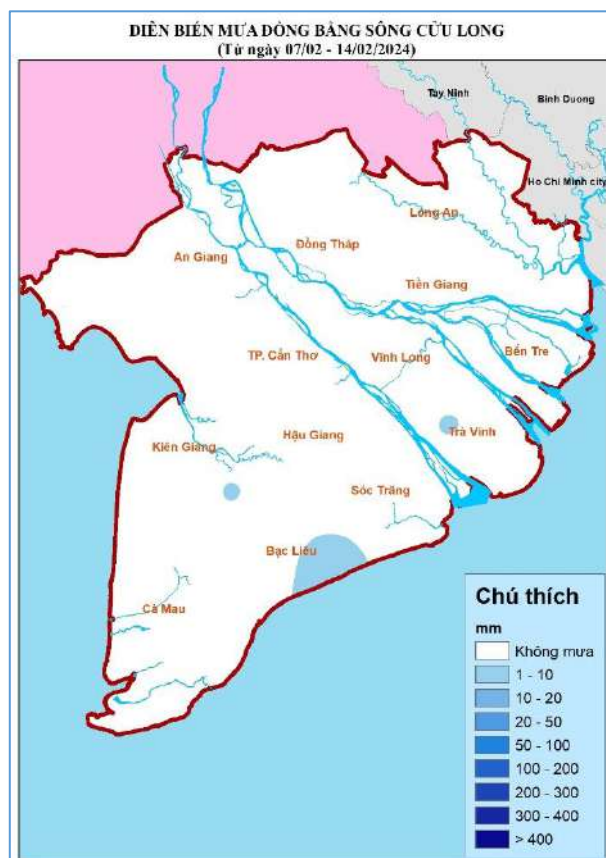 DIỄN BIẾN MƯA ĐỒNG BẰNG SÔNG CỬU LONG
(Từ ngày 07/02 - 14/02/2024)
Tay Ninh
Binh Duong
Ho Chi Minh city
Long An
Đồng Tháp
An Giang
Tiền Giang
TP. Cần Thơ
Vĩnh Long
Bến Tre
Kiên Giang
Hậu Giang
Trà Vinh
Sóc Trăng
Bạc Liêu
Cà Mau
Chú thích
mm
Không mưa
1 - 10
10 - 20
20 - 50
50 - 100
100 - 200
200 - 300
300 - 400
> 400